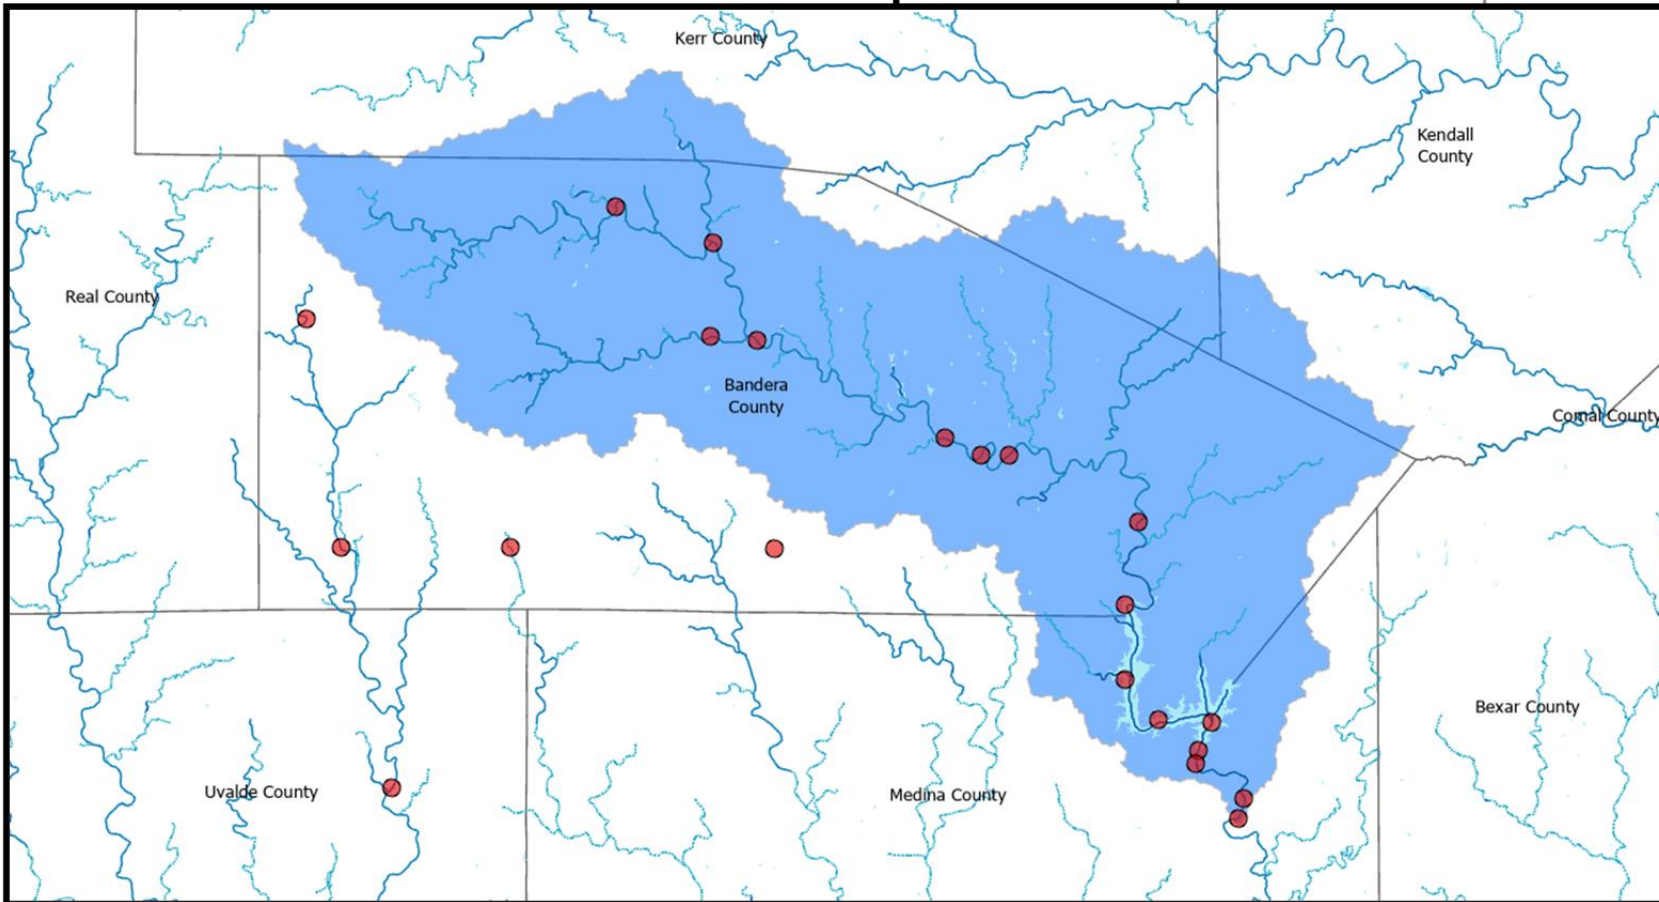 Kerr County
Kendall
County
Real County
Bandera
County
Comal County
Bexar County
Uvalde County
Medina County